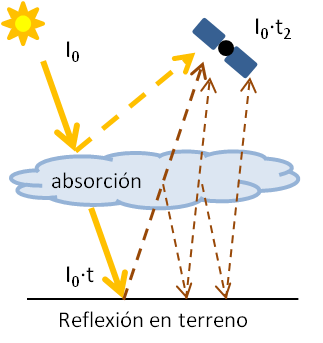 I₀
I₀·t₂
absorción
I₀·t
Reflexión en terreno